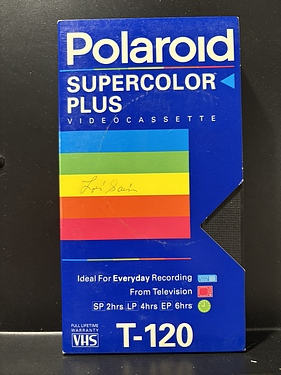 Polaroid
SUPERCOLOR
PLUS
VIDEOCASSETTE
Ideal For Everyday Recording
From Television
SP 2hrs LP 4hrs EP 6hrs
FULL LIFETIME
WARRANTY
VHS
T-120